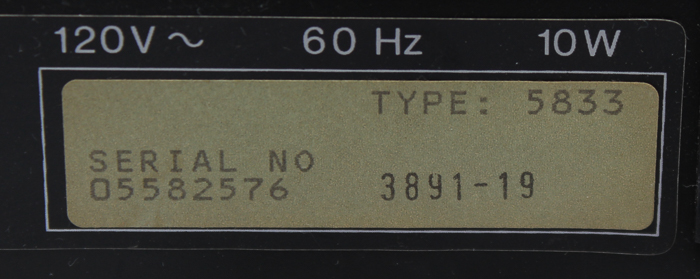 120V~ 60 Hz 10W
TYPE: 5833
SERIAL NO
05582576 3891-19